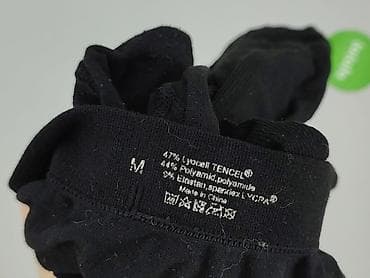 M
47% Lyocell TENCEL®
44% Polyamid,polyamide
9% Elastan,spandex LYCRA®
Made in China